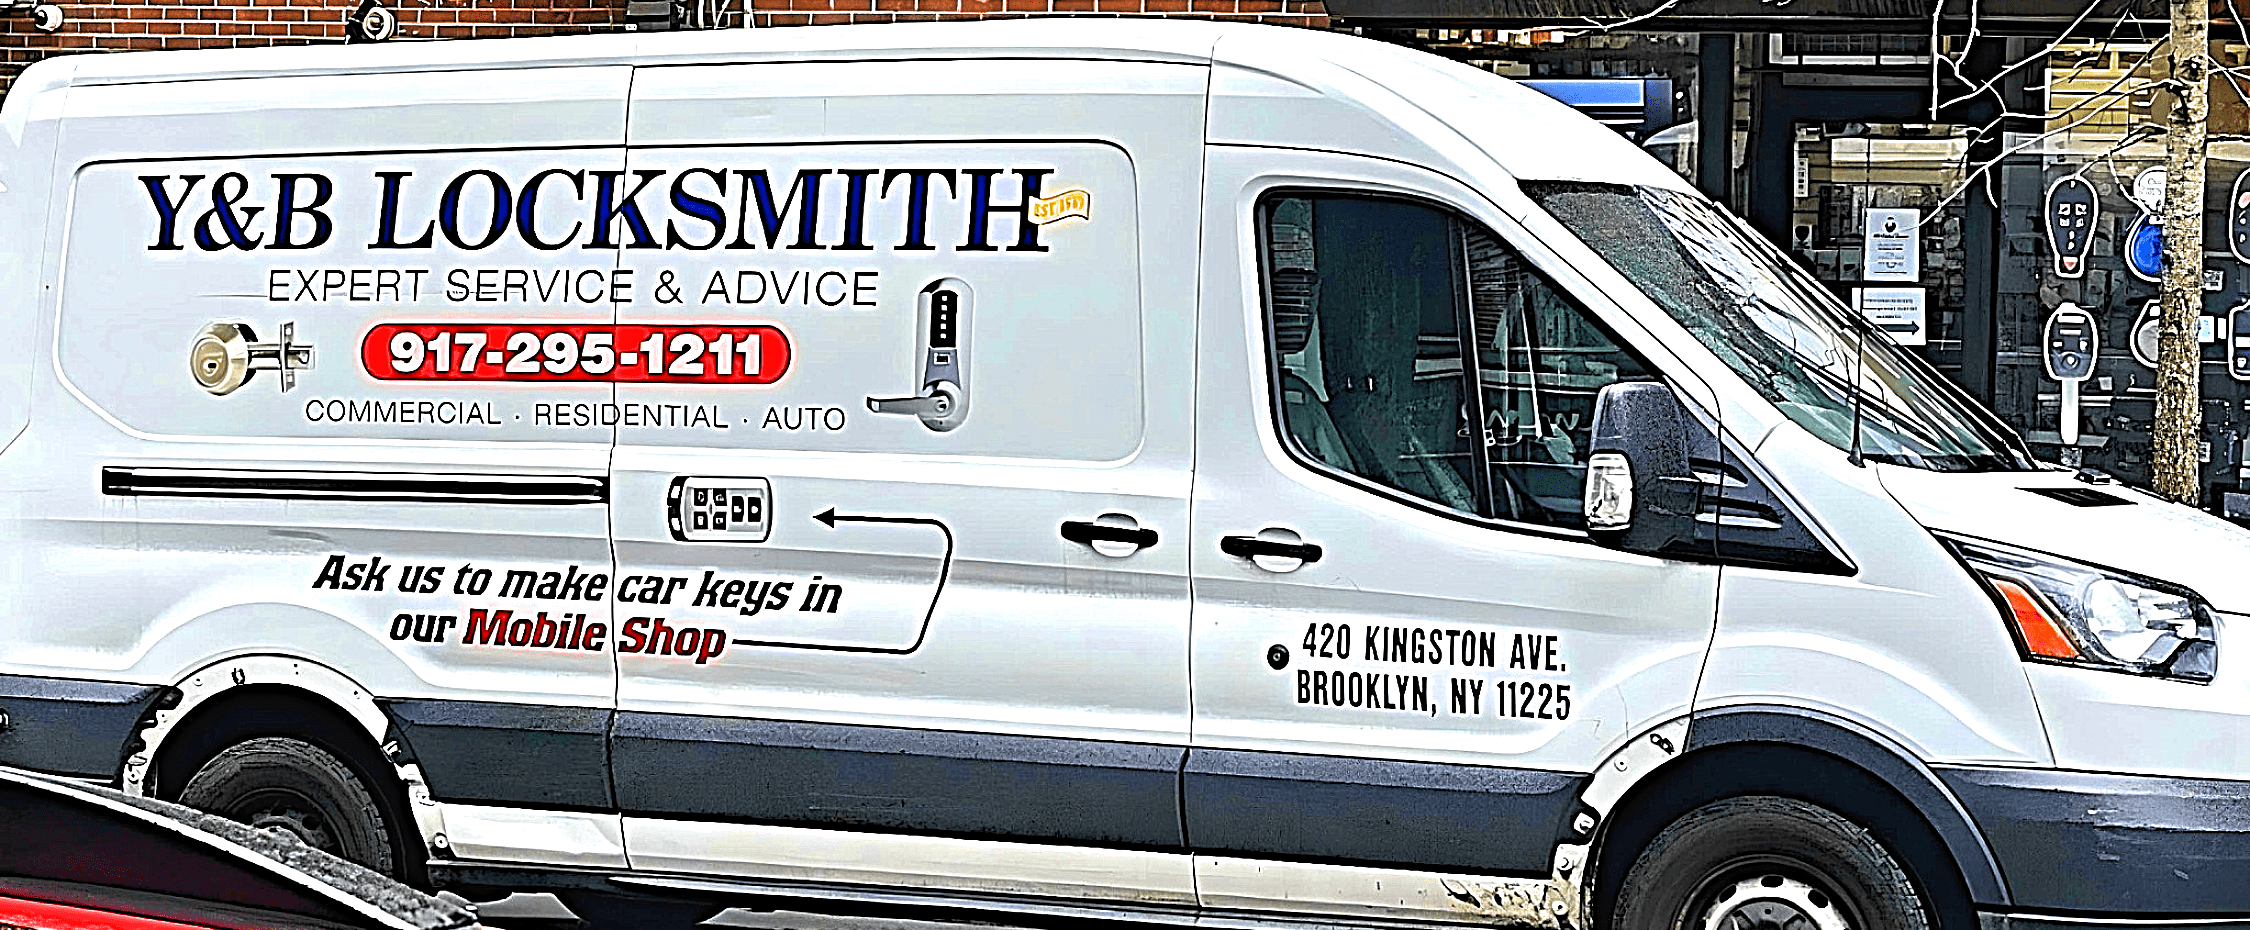 Y&B LOCKSMITH
EXPERT SERVICE & ADVICE
917-295-1211
COMMERCIAL · RESIDENTIAL · AUTO
Ask us to make car keys in
our Mobile Shop
420 KINGSTON AVE.
BROOKLYN, NY 11225